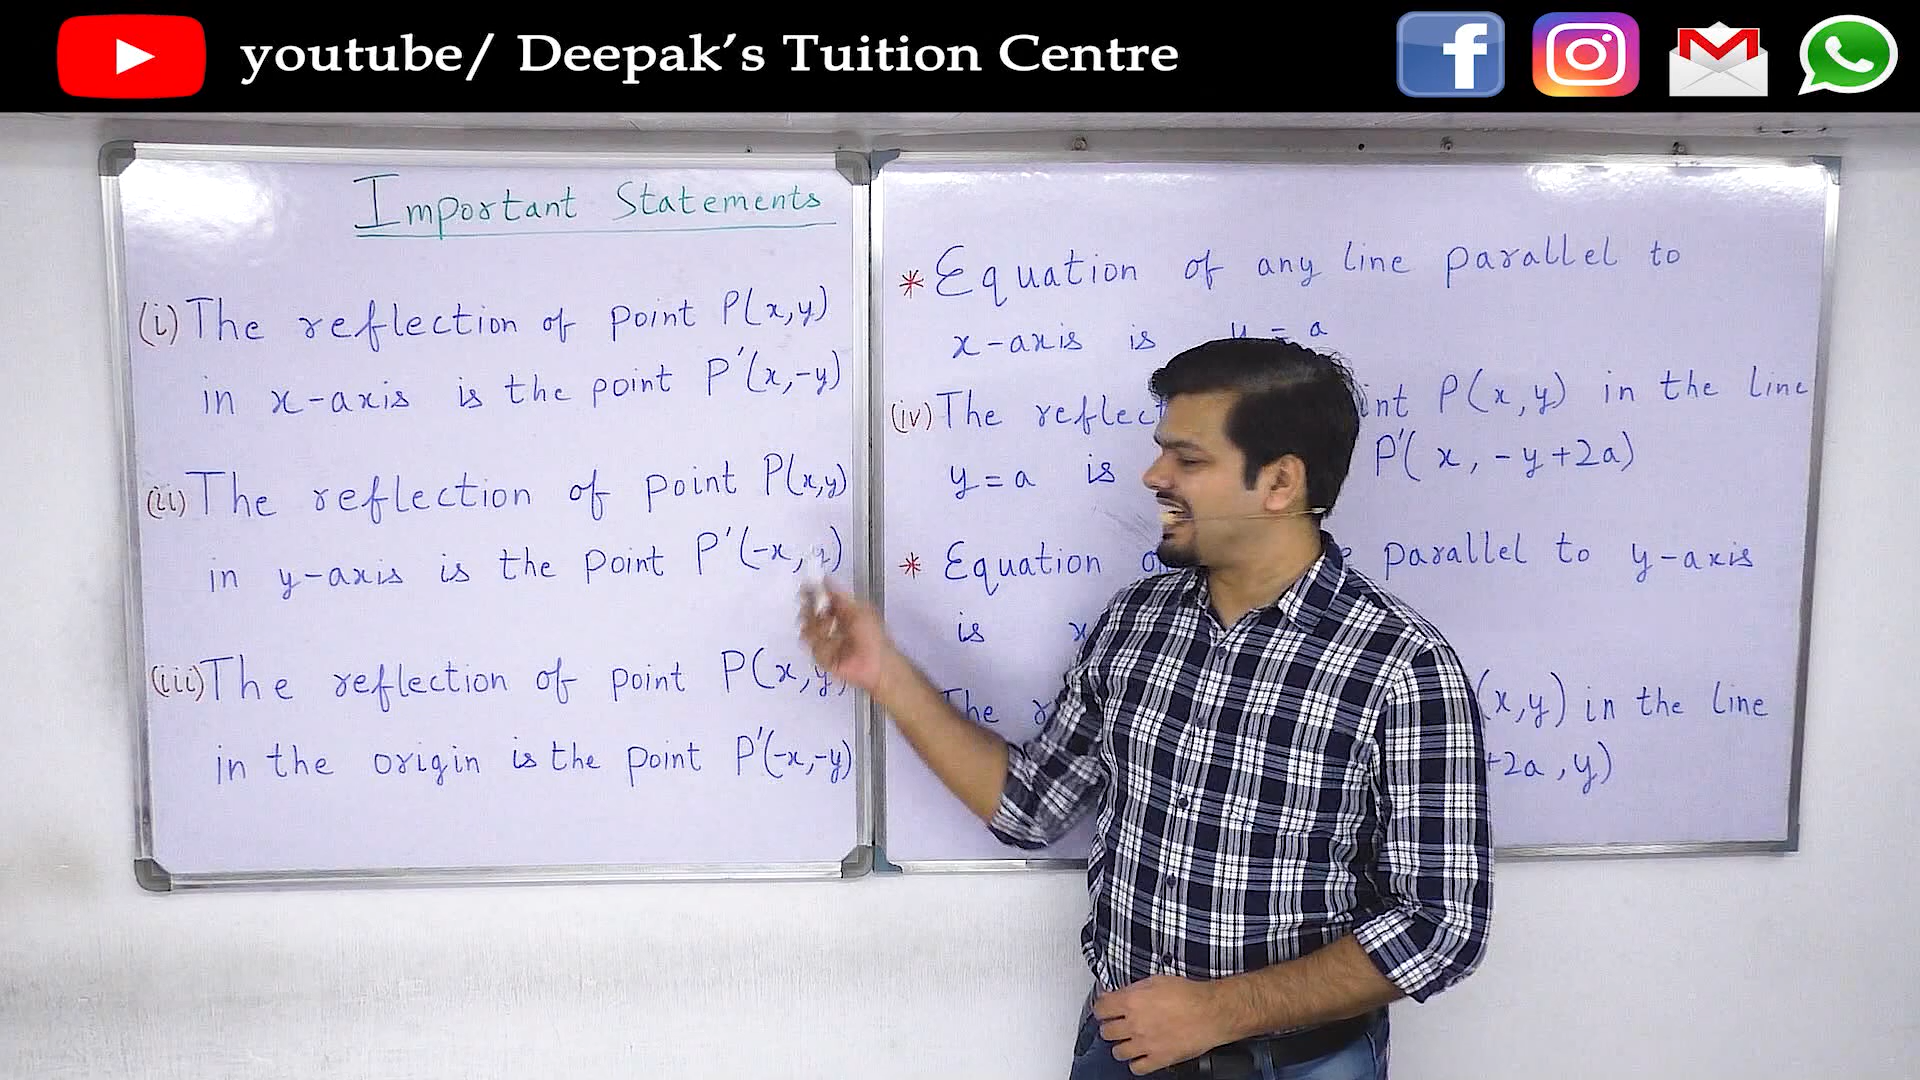 youtube/ Deepak's Tuition Centre
Important Statements
(i) The reflection of point P(x,y)
in x-axis is the point P'(x,-y)
(ii) The reflection of point P(x,y)
in y-axis is the point P'(-x,y)
(iii) The reflection of point P(x,y)
in the origin is the point P'(-x,-y)
* Equation of any line parallel to
x-axis is y = a
(iv) The P(x,y) in the line
y=a is P'(x, -y+2a)
* Equation parallel to y-axis
is x
The (x,y) in the line
+2a, y)